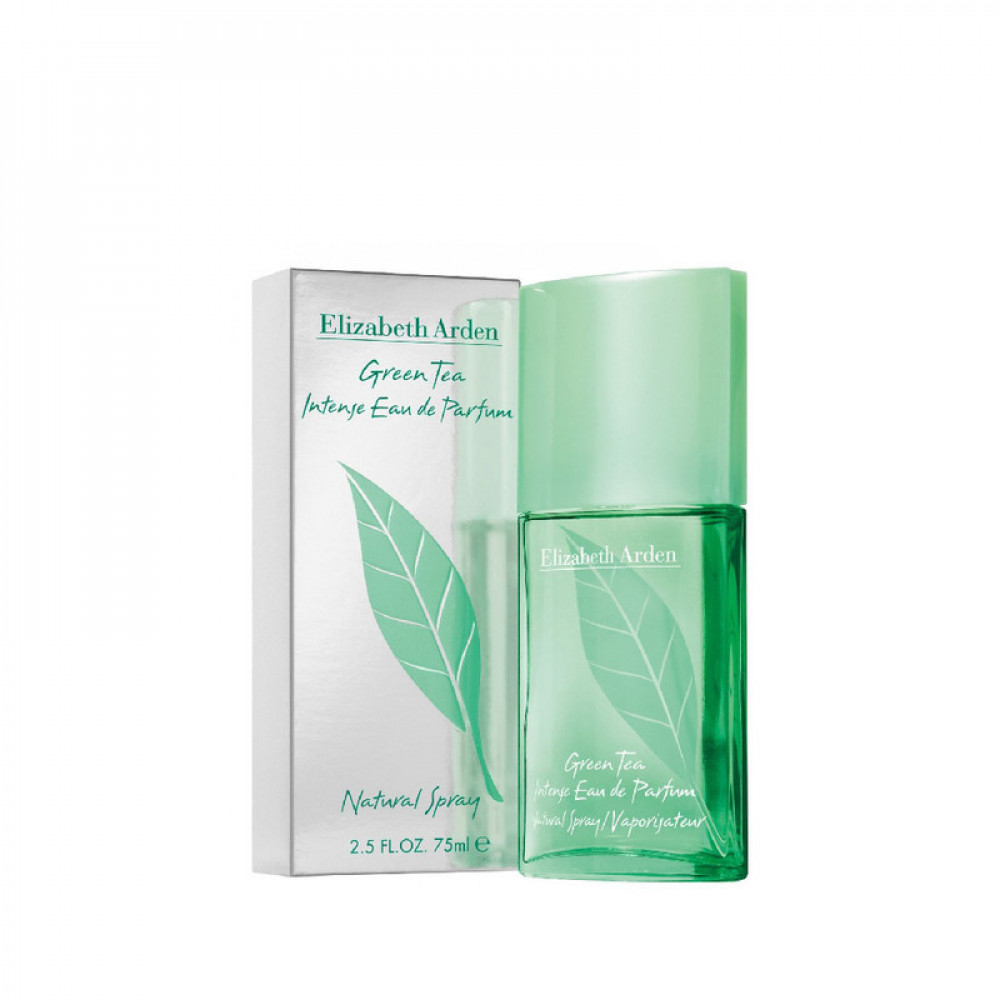 Elizabeth Arden
Green Tea
Intense Eau de Parfum
Natural Spray
2.5 FL.OZ. 75ml ℮
Elizabeth Arden
Green Tea
Intense Eau de Parfum
Natural Spray/Vaporisateur